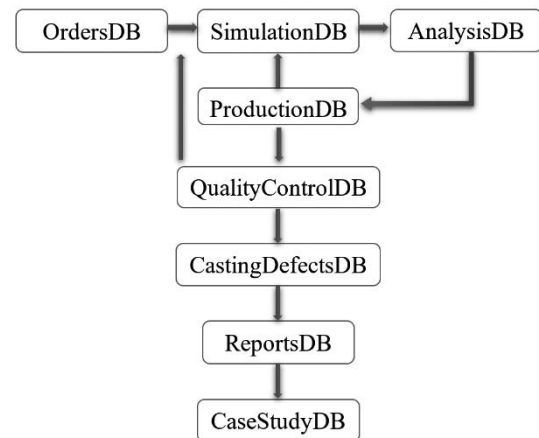 OrdersDB
SimulationDB
AnalysisDB
ProductionDB
QualityControlDB
CastingDefectsDB
ReportsDB
CaseStudyDB